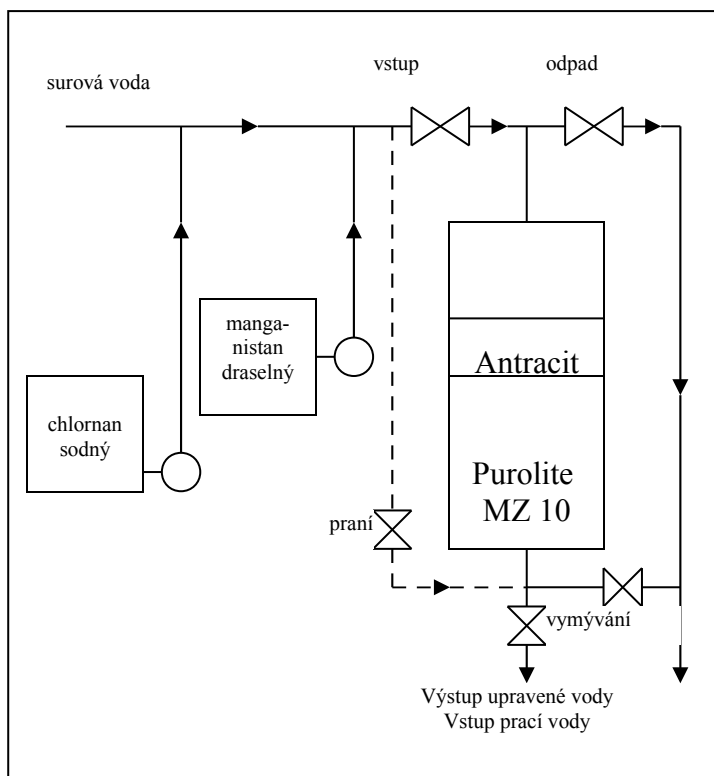 vstup
odpad
surová voda
manga-
nistan
draselný
Antracit
chlornan
sodný
Purolite
MZ 10
praní
vymývání
Výstup upravené vody
Vstup prací vody